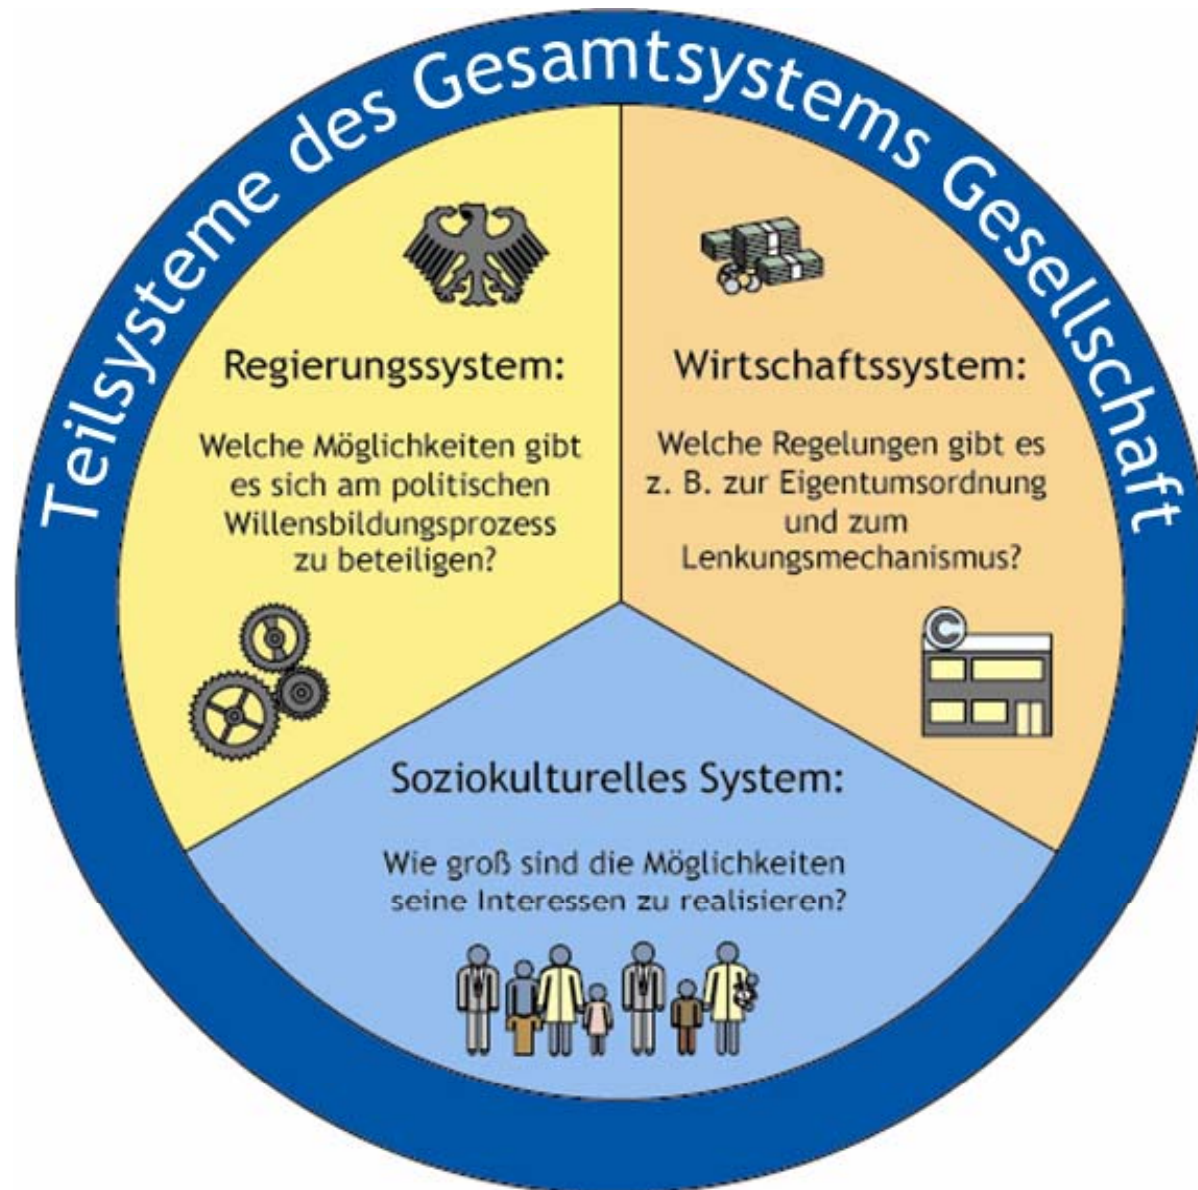 Teilsysteme des Gesamtsystems Gesellschaft
Regierungssystem:
Welche Möglichkeiten gibt
es sich am politischen
Willensbildungsprozess
zu beteiligen?
Wirtschaftssystem:
Welche Regelungen gibt es
z. B. zur Eigentumsordnung
und zum
Lenkungsmechanismus?
C
Soziokulturelles System:
Wie groß sind die Möglichkeiten
seine Interessen zu realisieren?